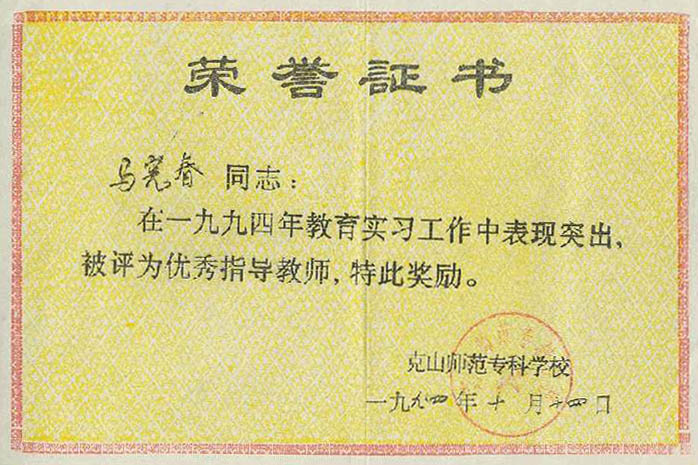 荣誉証书
马宪春 同志：
在一九九四年教育实习工作中表现突出，
被评为优秀指导教师，特此奖励。
克山师范专科学校
一九九四年十月十四日